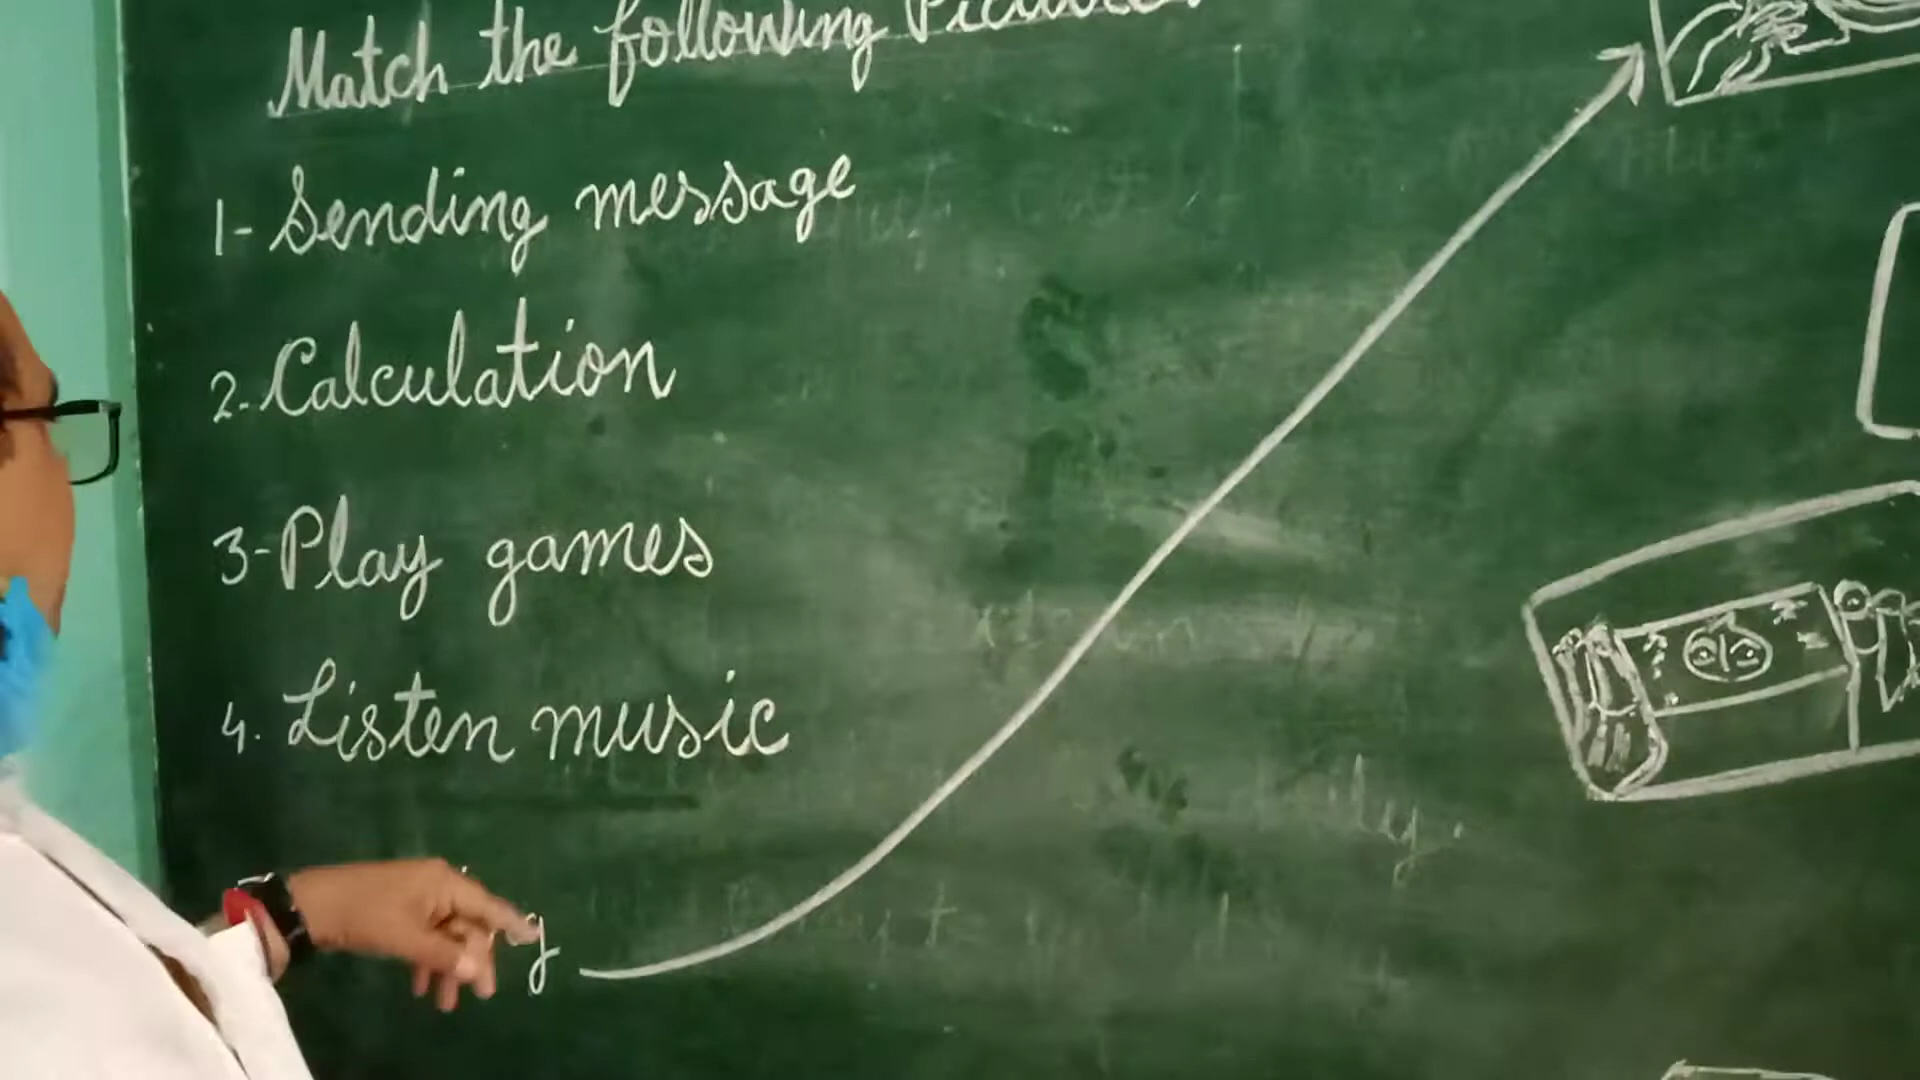 Match the following Picture.
1- Sending message
2. Calculation
3- Play games
4. Listen music